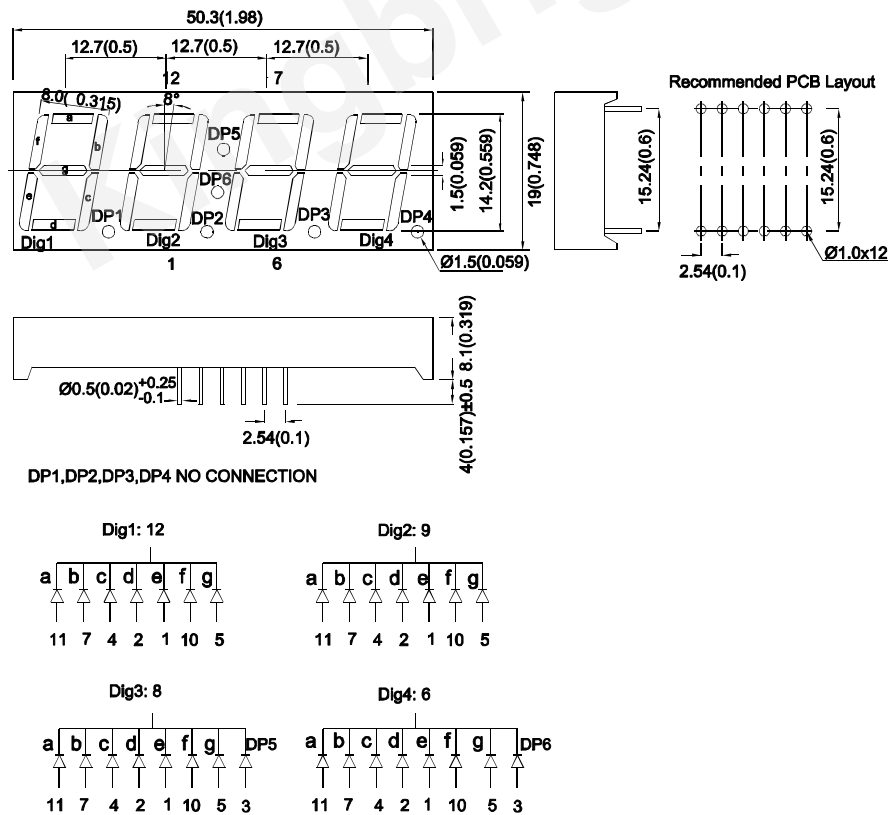 50.3(1.98)
12.7(0.5) 12.7(0.5) 12.7(0.5)
12 7
8.0( 0.315) 8°
a
f b
g
e c
d
DP5
DP6
DP1 DP2 DP3 DP4
Dig1 Dig2 Dig3 Dig4
1 6
Ø1.5(0.059)
1.5(0.059)
14.2(0.559)
19(0.748)
Recommended PCB Layout
15.24(0.6)
15.24(0.6)
Ø1.0x12
2.54(0.1)
Ø0.5(0.02)+0.25
-0.1
2.54(0.1)
8.1(0.319)
4(0.157)±0.5
DP1,DP2,DP3,DP4 NO CONNECTION
Dig1: 12
a b c d e f g
11 7 4 2 1 10 5
Dig2: 9
a b c d e f g
11 7 4 2 1 10 5
Dig3: 8
a b c d e f g DP5
11 7 4 2 1 10 5 3
Dig4: 6
a b c d e f g DP6
11 7 4 2 1 10 5 3